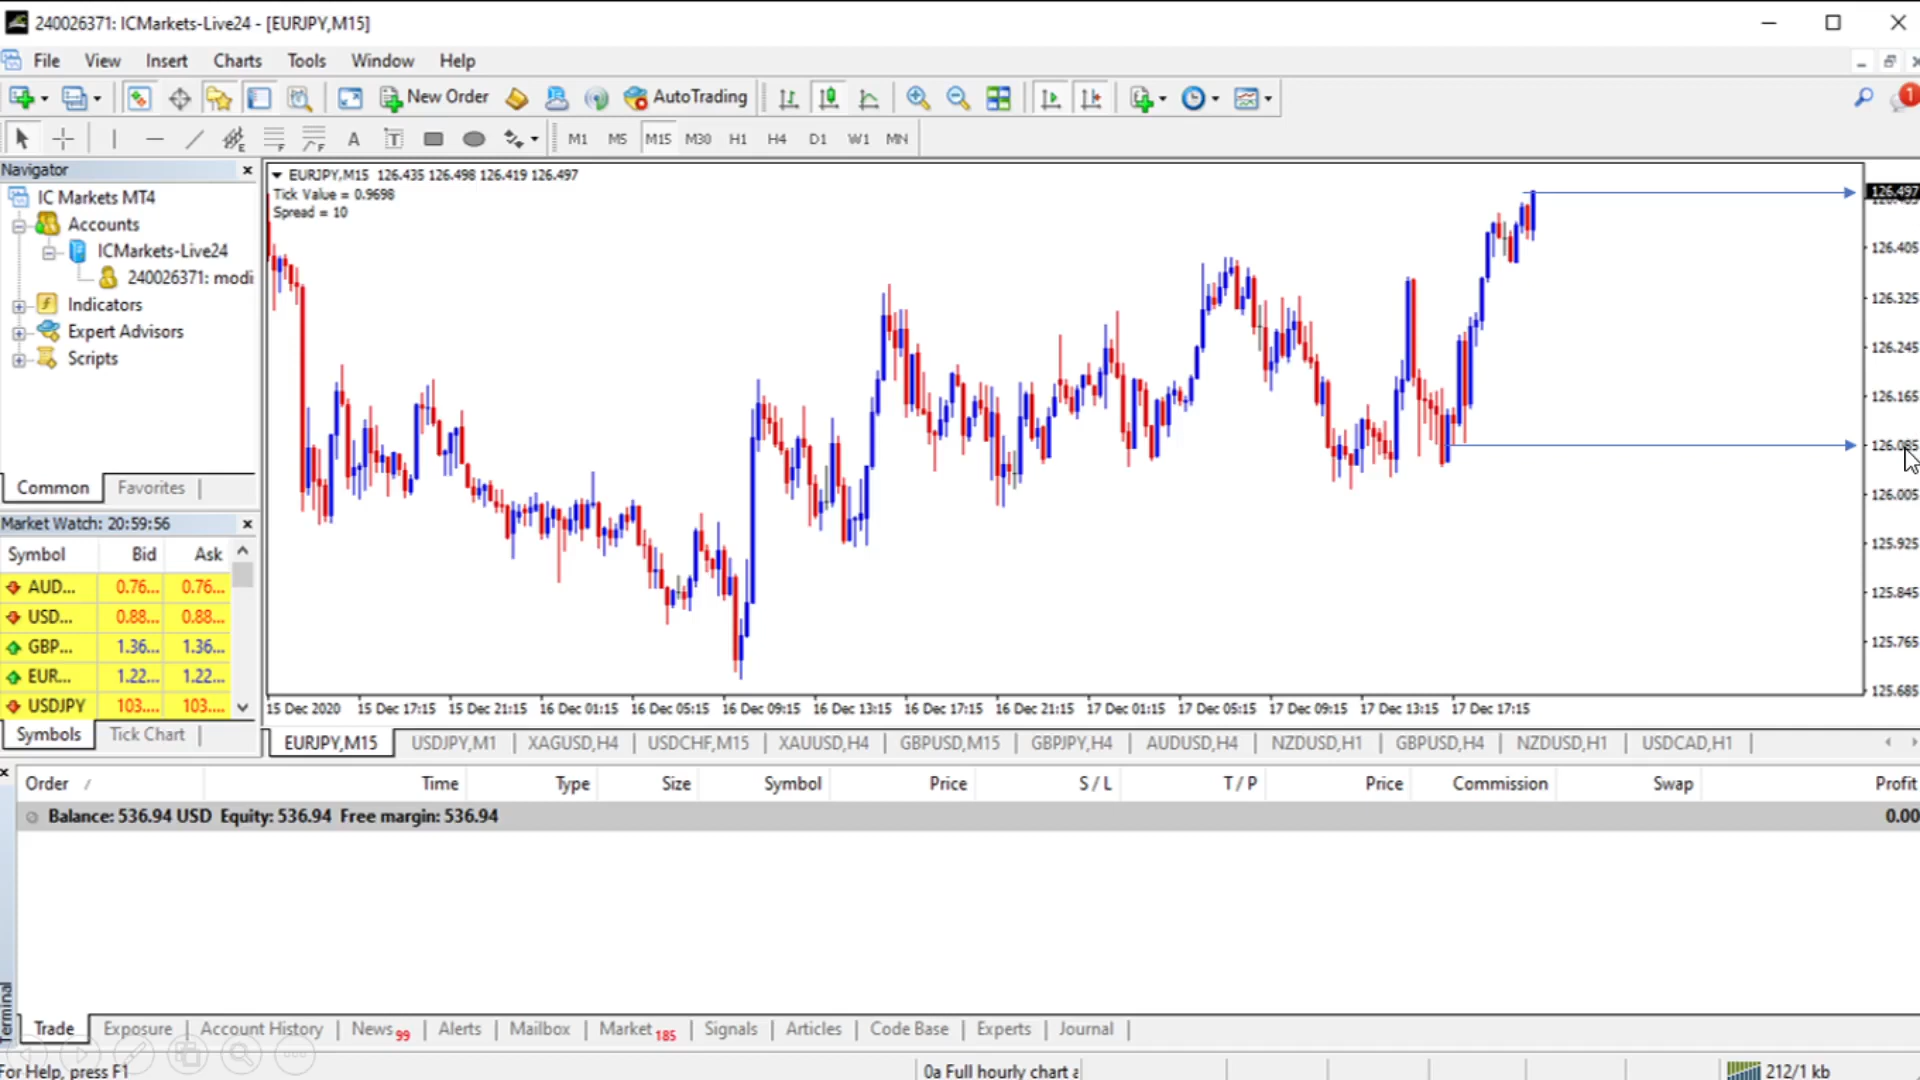 240026371: ICMarkets-Live24 - [EURJPY,M15]
File View Insert Charts Tools Window Help
New Order AutoTrading 1
A T M1 M5 M15 M30 H1 H4 D1 W1 MN
Navigator
IC Markets MT4
Accounts
ICMarkets-Live24
240026371: modi
Indicators
Expert Advisors
Scripts
Common Favorites
Market Watch: 20:59:56
Symbol Bid Ask
AUD... 0.76... 0.76...
USD... 0.88... 0.88...
GBP... 1.36... 1.36...
EUR... 1.22... 1.22...
USDJPY 103.... 103....
Symbols Tick Chart
EURJPY,M15 126.435 126.498 126.419 126.497
Tick Value = 0.9698
Spread = 10
126.497
126.405
126.325
126.245
126.165
126.085
126.005
125.925
125.845
125.765
125.685
15 Dec 2020 15 Dec 17:15 15 Dec 21:15 16 Dec 01:15 16 Dec 05:15 16 Dec 09:15 16 Dec 13:15 16 Dec 17:15 16 Dec 21:15 17 Dec 01:15 17 Dec 05:15 17 Dec 09:15 17 Dec 13:15 17 Dec 17:15
EURJPY,M15 USDJPY,M1 XAGUSD,H4 USDCHF,M15 XAUUSD,H4 GBPUSD,M15 GBPJPY,H4 AUDUSD,H4 NZDUSD,H1 GBPUSD,H4 NZDUSD,H1 USDCAD,H1
Order / Time Type Size Symbol Price S / L T / P Price Commission Swap Profit
Balance: 536.94 USD Equity: 536.94 Free margin: 536.94 0.00
Terminal
Trade Exposure Account History News 99 Alerts Mailbox Market 185 Signals Articles Code Base Experts Journal
For Help, press F1 0a Full hourly chart a 212/1 kb